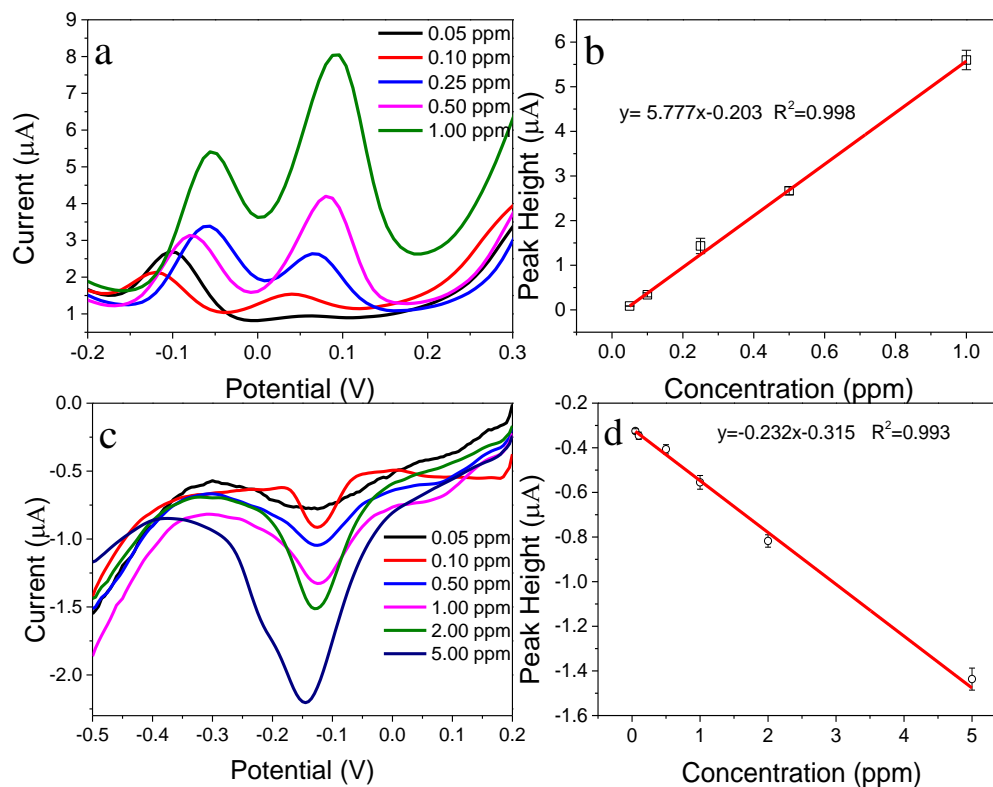 a
0.05 ppm
0.10 ppm
0.25 ppm
0.50 ppm
1.00 ppm
9
8
7
6
5
4
3
2
1
-0.2 -0.1 0.0 0.1 0.2 0.3
Current (μA)
Potential (V)
b
y= 5.777x-0.203 R²=0.998
6
5
4
3
2
1
0
0.0 0.2 0.4 0.6 0.8 1.0
Peak Height (μA)
Concentration (ppm)
c
0.05 ppm
0.10 ppm
0.50 ppm
1.00 ppm
2.00 ppm
5.00 ppm
0.0
-0.5
-1.0
-1.5
-2.0
-0.5 -0.4 -0.3 -0.2 -0.1 0.0 0.1 0.2
Current (μA)
Potential (V)
d
y=-0.232x-0.315 R²=0.993
-0.2
-0.4
-0.6
-0.8
-1.0
-1.2
-1.4
-1.6
0 1 2 3 4 5
Peak Height (μA)
Concentration (ppm)